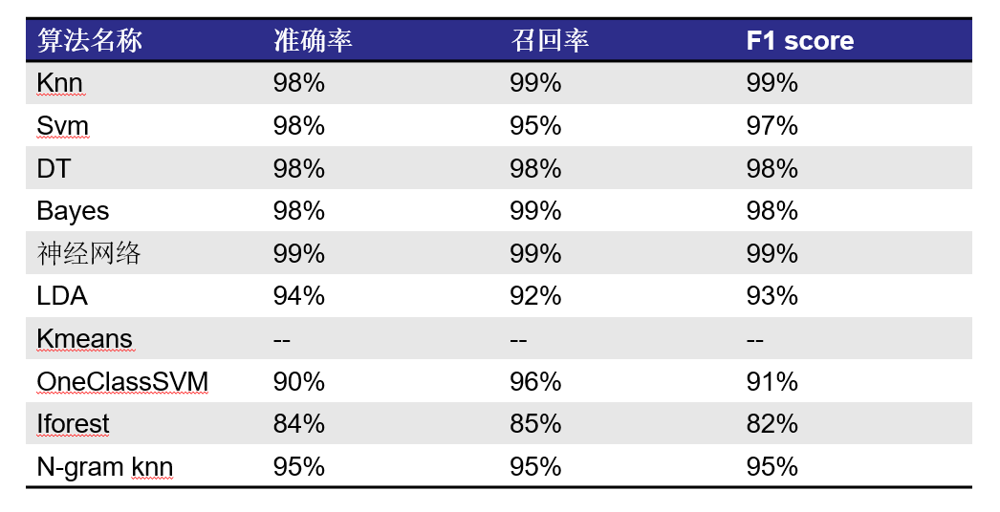 算法名称 准确率 召回率 F1 score
Knn 98% 99% 99%
Svm 98% 95% 97%
DT 98% 98% 98%
Bayes 98% 99% 98%
神经网络 99% 99% 99%
LDA 94% 92% 93%
Kmeans -- -- --
OneClassSVM 90% 96% 91%
Iforest 84% 85% 82%
N-gram knn 95% 95% 95%